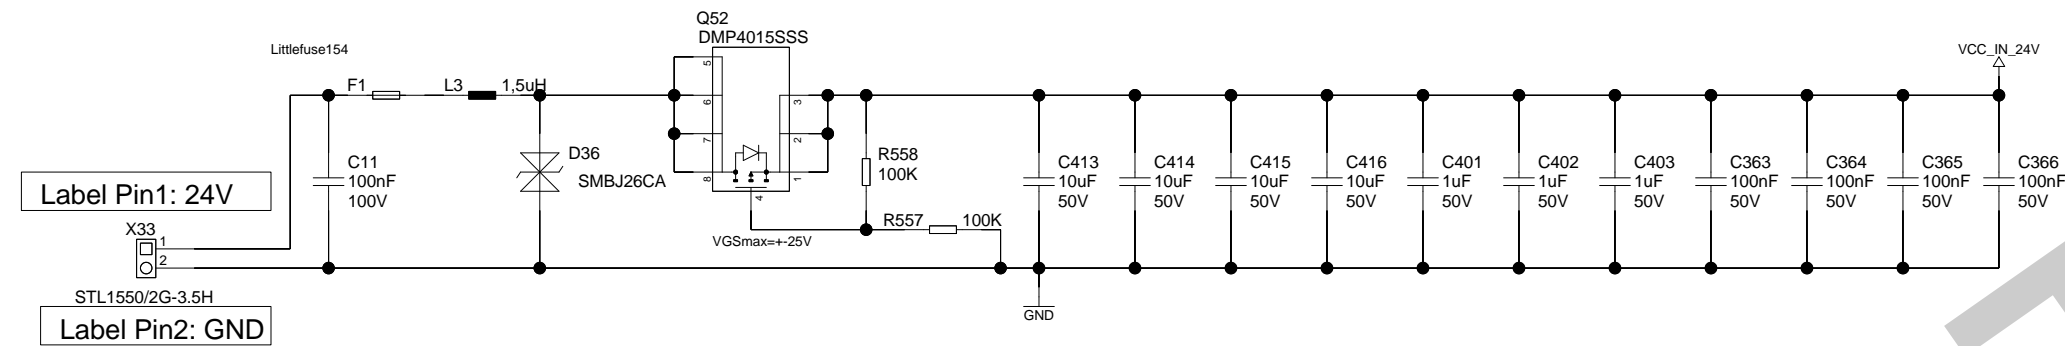 Littlefuse154
F1
L3
1,5uH
Q52
DMP4015SSS
5
6
7
8
3
2
1
4
VCC_IN_24V
C11
100nF
100V
D36
SMBJ26CA
R558
100K
R557
100K
VGSmax=+-25V
C413
10uF
50V
C414
10uF
50V
C415
10uF
50V
C416
10uF
50V
C401
1uF
50V
C402
1uF
50V
C403
1uF
50V
C363
100nF
50V
C364
100nF
50V
C365
100nF
50V
C366
100nF
50V
Label Pin1: 24V
X33
1
2
STL1550/2G-3.5H
Label Pin2: GND
GND